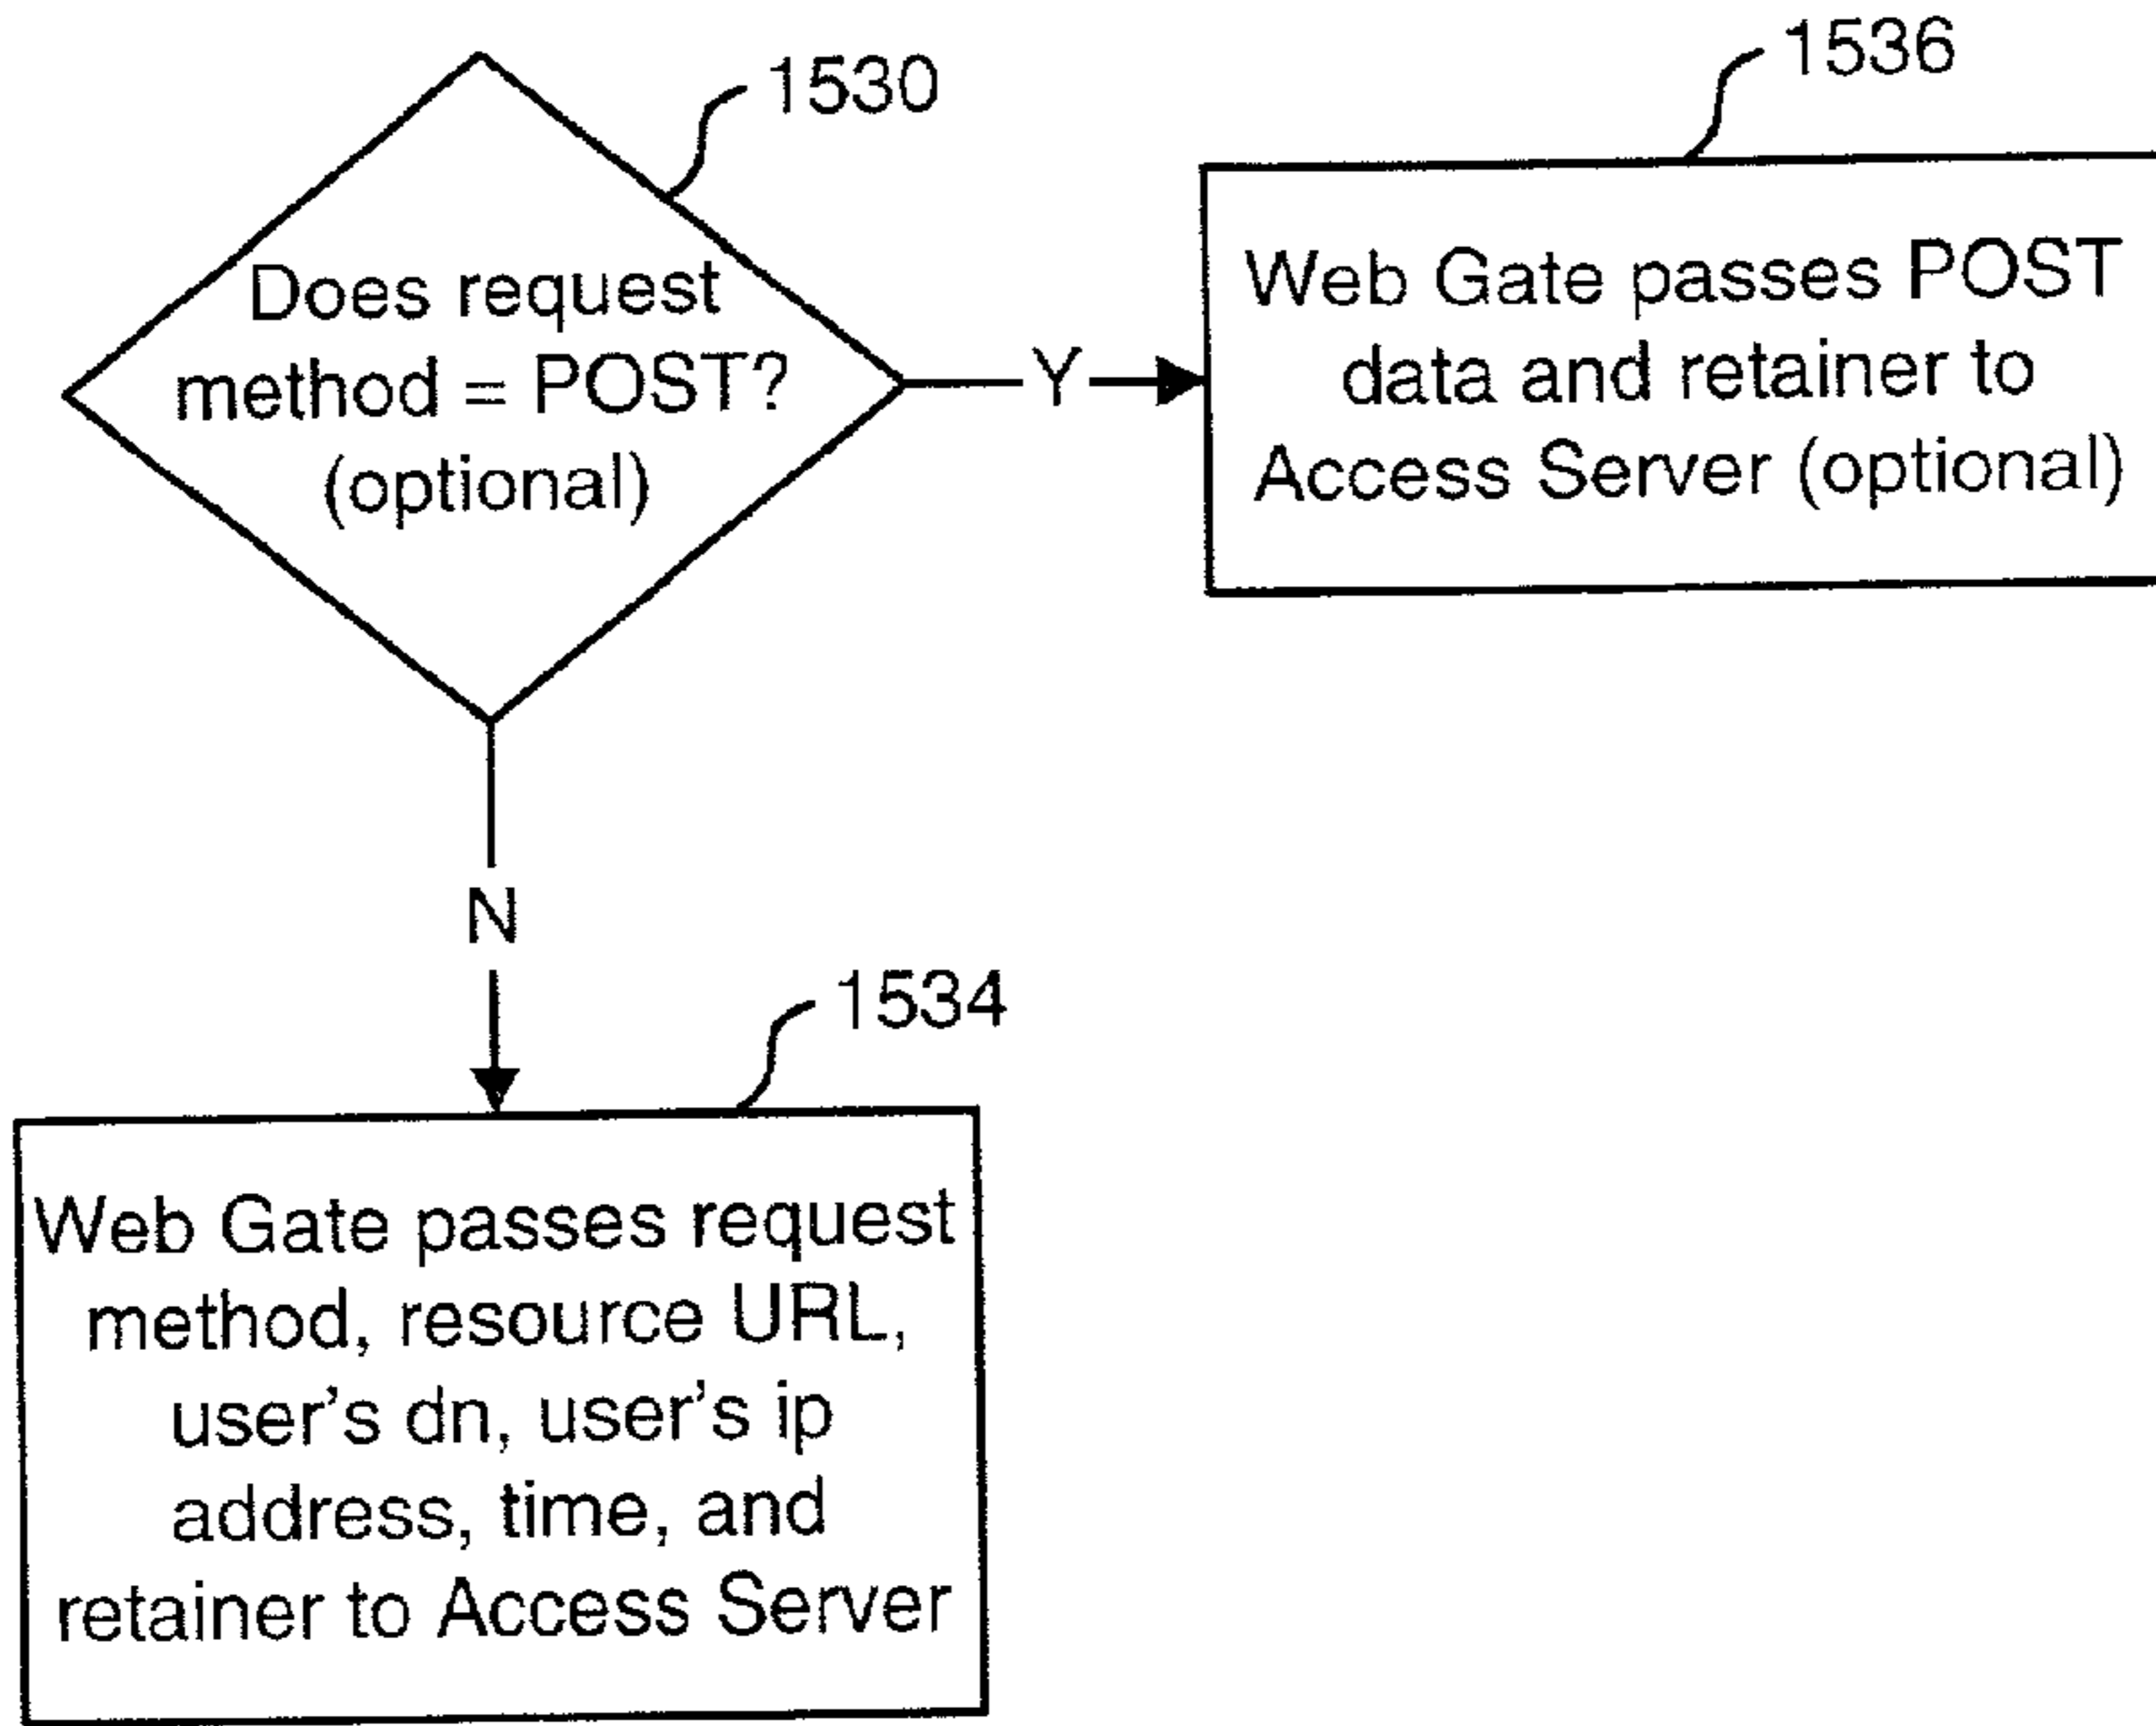 1530
Does request
method = POST?
(optional)
Y
1536
Web Gate passes POST
data and retainer to
Access Server (optional)
N
1534
Web Gate passes request
method, resource URL,
user's dn, user's ip
address, time, and
retainer to Access Server